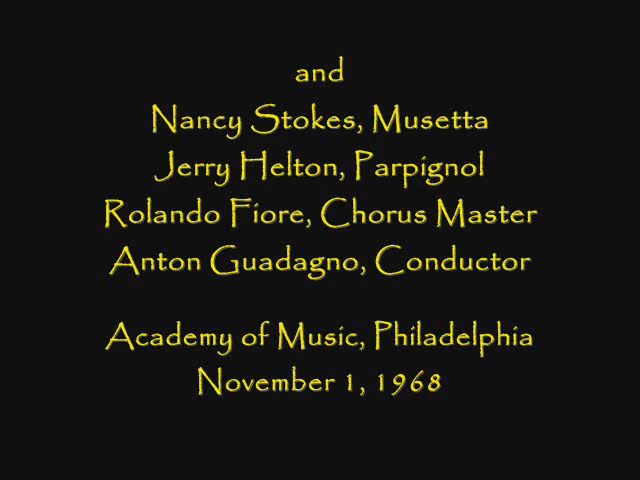 and
Nancy Stokes, Musetta
Jerry Helton, Parpignol
Rolando Fiore, Chorus Master
Anton Guadagno, Conductor
Academy of Music, Philadelphia
November 1, 1968